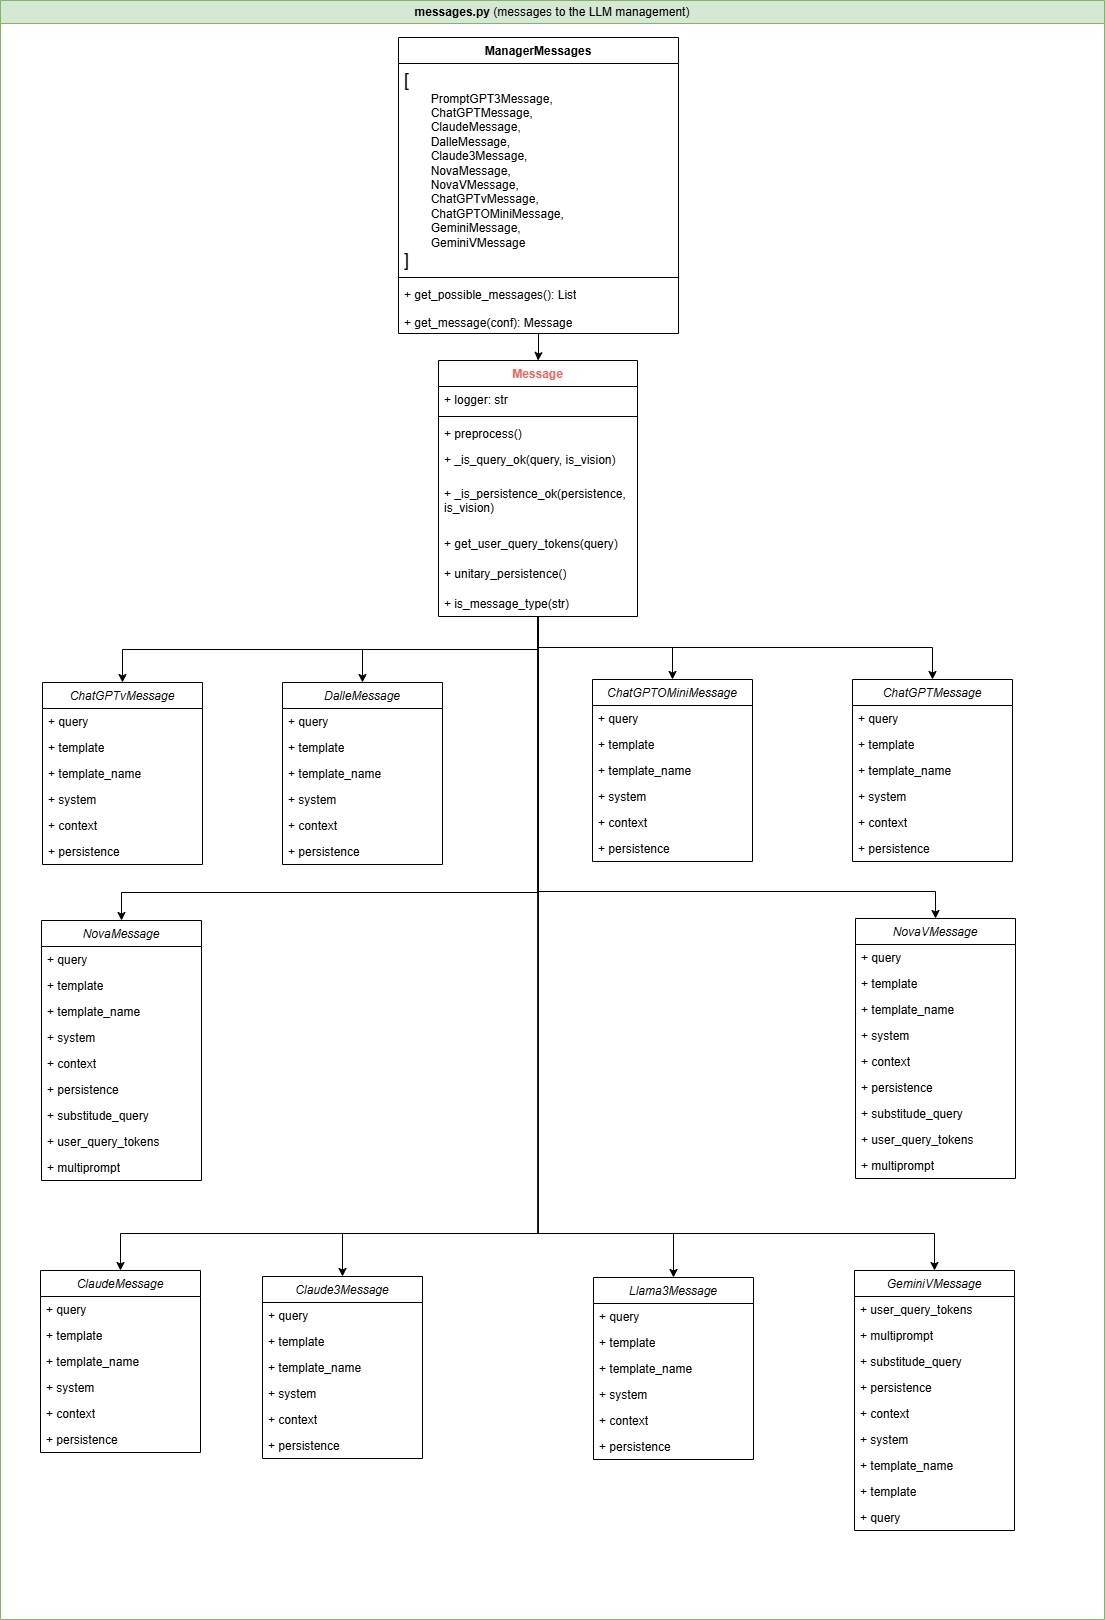 messages.py (messages to the LLM management)
ManagerMessages
[
PromptGPT3Message,
ChatGPTMessage,
ClaudeMessage,
DalleMessage,
Claude3Message,
NovaMessage,
NovaVMessage,
ChatGPTvMessage,
ChatGPTOMiniMessage,
GeminiMessage,
GeminiVMessage
]
+ get_possible_messages(): List
+ get_message(conf): Message
Message
+ logger: str
+ preprocess()
+ _is_query_ok(query, is_vision)
+ _is_persistence_ok(persistence,
is_vision)
+ get_user_query_tokens(query)
+ unitary_persistence()
+ is_message_type(str)
ChatGPTvMessage
+ query
+ template
+ template_name
+ system
+ context
+ persistence
DalleMessage
+ query
+ template
+ template_name
+ system
+ context
+ persistence
ChatGPTOMiniMessage
+ query
+ template
+ template_name
+ system
+ context
+ persistence
ChatGPTMessage
+ query
+ template
+ template_name
+ system
+ context
+ persistence
NovaMessage
+ query
+ template
+ template_name
+ system
+ context
+ persistence
+ substitude_query
+ user_query_tokens
+ multiprompt
NovaVMessage
+ query
+ template
+ template_name
+ system
+ context
+ persistence
+ substitude_query
+ user_query_tokens
+ multiprompt
ClaudeMessage
+ query
+ template
+ template_name
+ system
+ context
+ persistence
Claude3Message
+ query
+ template
+ template_name
+ system
+ context
+ persistence
Llama3Message
+ query
+ template
+ template_name
+ system
+ context
+ persistence
GeminiVMessage
+ user_query_tokens
+ multiprompt
+ substitude_query
+ persistence
+ context
+ system
+ template_name
+ template
+ query